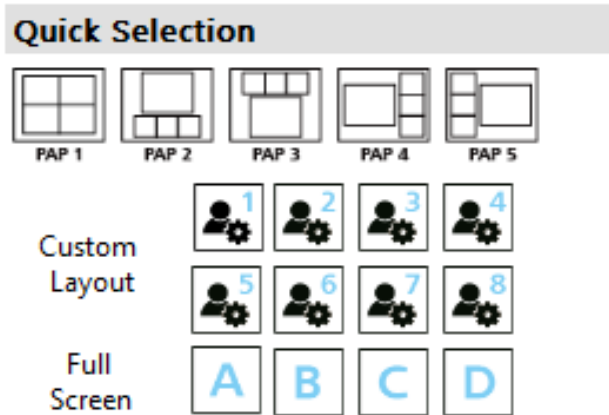 Quick Selection
PAP 1 PAP 2 PAP 3 PAP 4 PAP 5
1 2 3 4
Custom
Layout
5 6 7 8
Full
Screen
A B C D